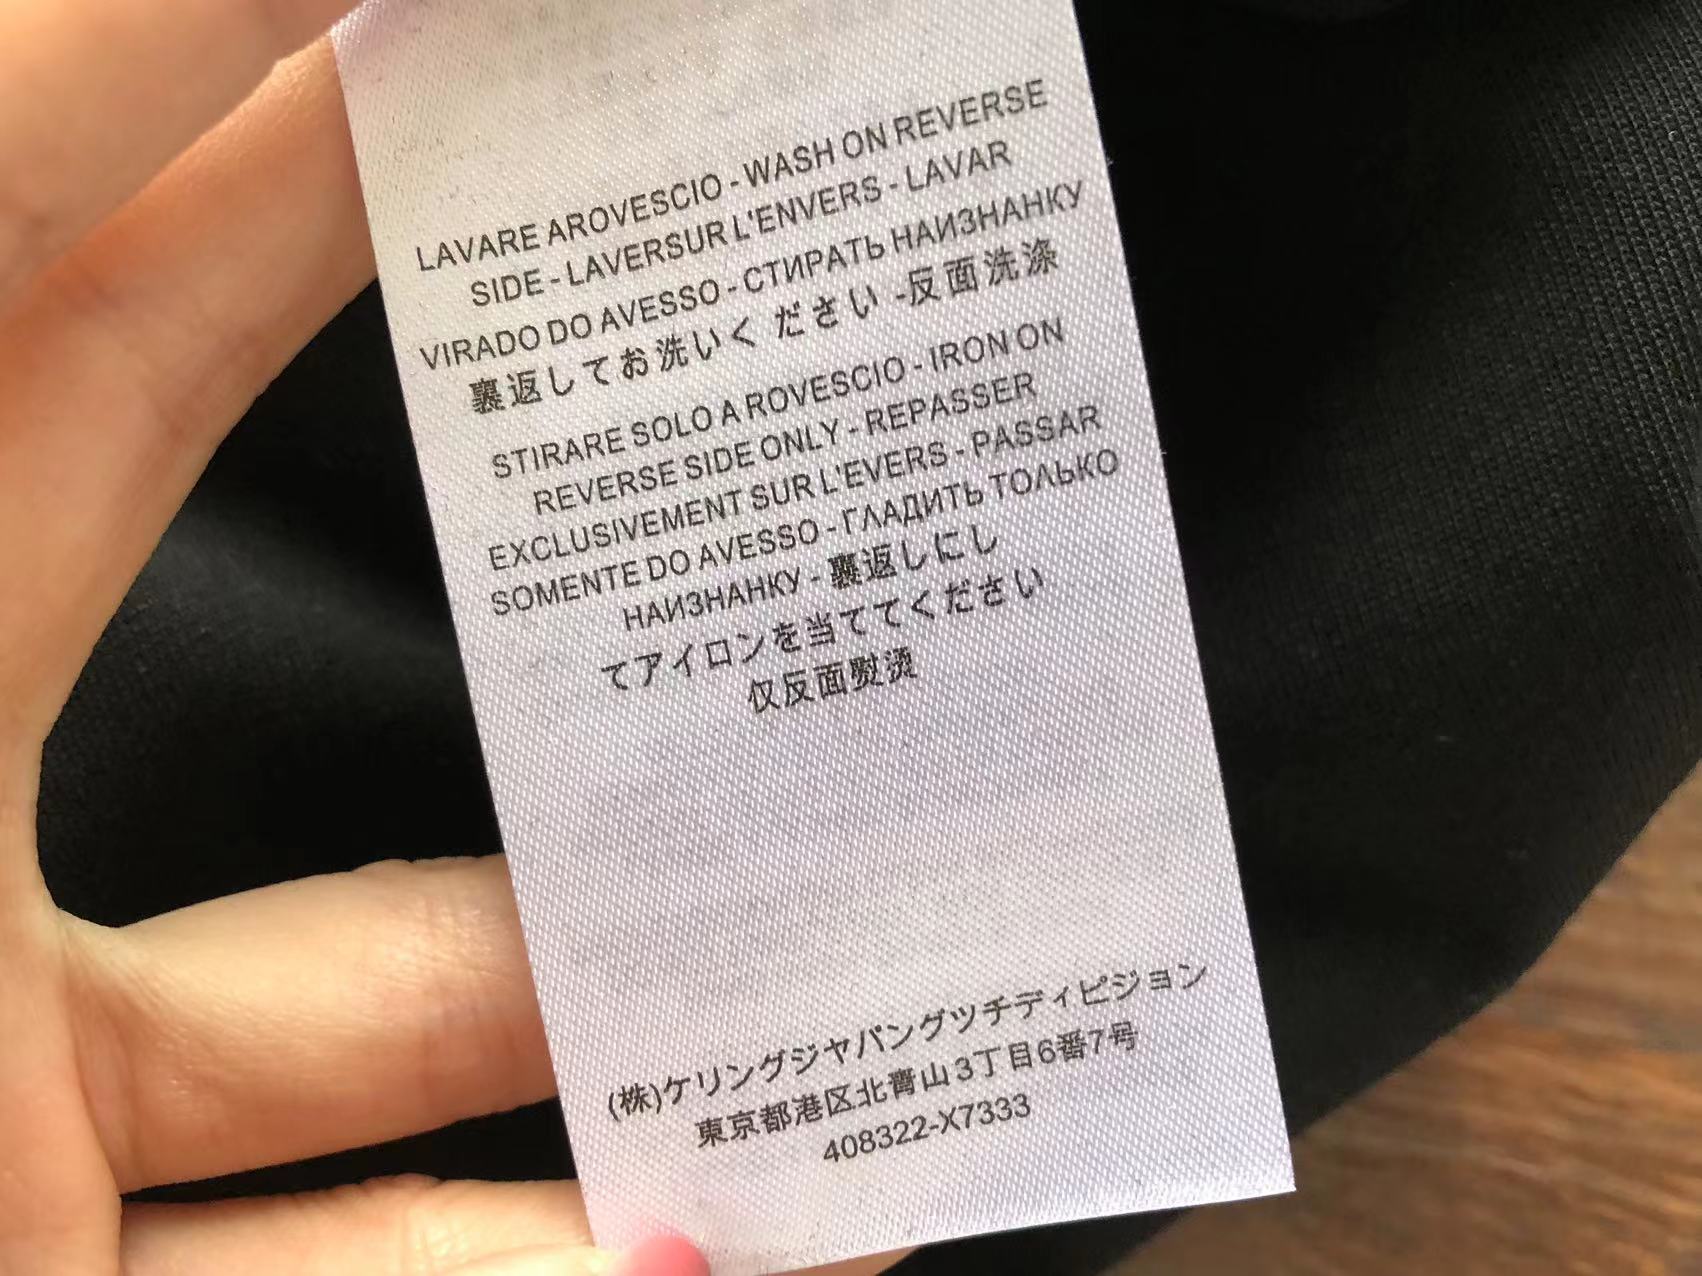 LAVARE AROVESCIO - WASH ON REVERSE
SIDE - LAVERSUR L'ENVERS - LAVAR
VIRADO DO AVESSO - СТИРАТЬ НАИЗНАНКУ
裏返してお洗いく ださい -反面洗涤
STIRARE SOLO A ROVESCIO - IRON ON
REVERSE SIDE ONLY - REPASSER
EXCLUSIVEMENT SUR L'EVERS - PASSAR
SOMENTE DO AVESSO - ГЛАДИТЬ ТОЛЬКО
НАИЗНАНКУ - 裏返しにし
てアイロンを当ててください
仅反面熨烫
(株)ケリングジャパングッチディビジョン
東京都港区北青山3丁目6番7号
408322-X7333